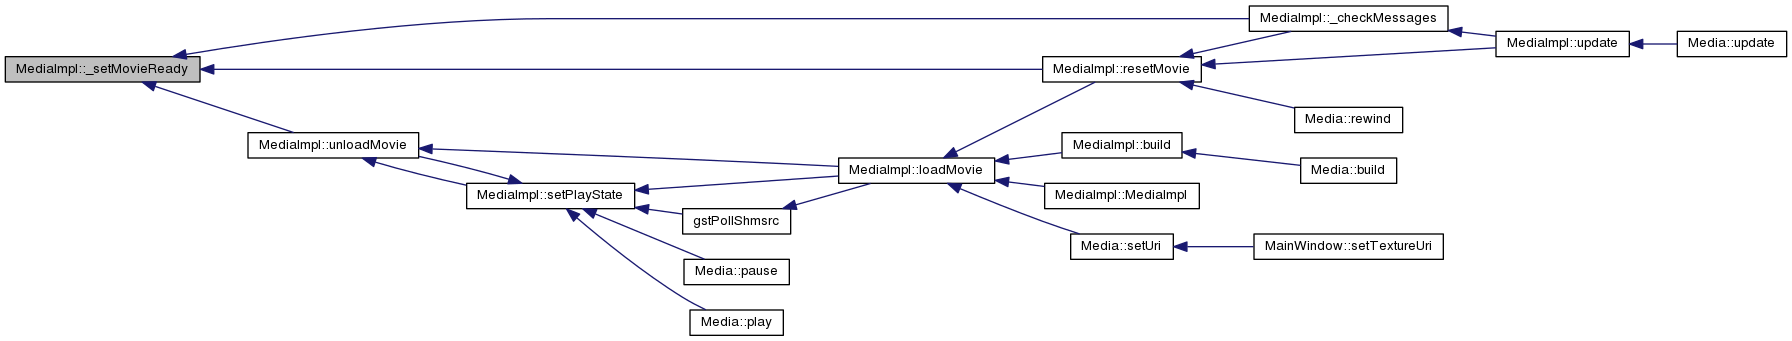 MediaImpl::_checkMessages
MediaImpl::update
Media::update
MediaImpl::_setMovieReady
MediaImpl::resetMovie
Media::rewind
MediaImpl::unloadMovie
MediaImpl::build
MediaImpl::loadMovie
Media::build
MediaImpl::setPlayState
MediaImpl::MediaImpl
gstPollShmsrc
Media::setUri
MainWindow::setTextureUri
Media::pause
Media::play